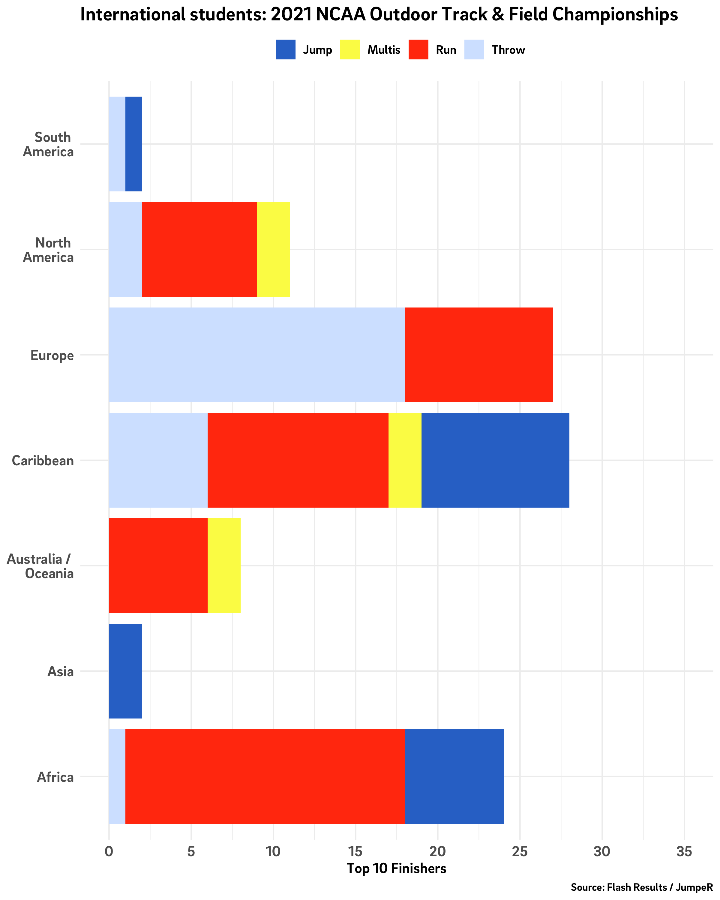 International students: 2021 NCAA Outdoor Track & Field Championships
Jump Multis Run Throw
South
America
North
America
Europe
Caribbean
Australia /
Oceania
Asia
Africa
0 5 10 15 20 25 30 35
Top 10 Finishers
Source: Flash Results / JumpeR